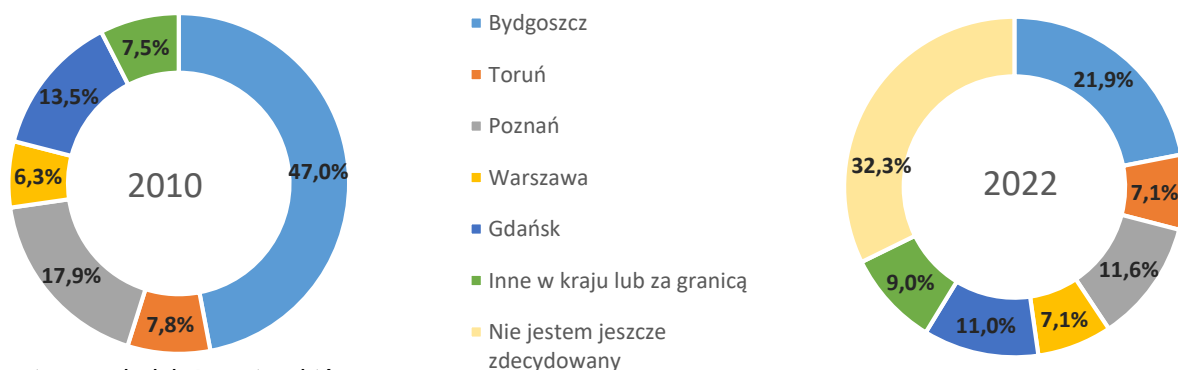 7,5%
13,5%
6,3%
2010
47,0%
17,9%
7,8%
Bydgoszcz
Toruń
Poznań
Warszawa
Gdańsk
Inne w kraju lub za granicą
Nie jestem jeszcze
zdecydowany
21,9%
32,3%
2022
7,1%
11,6%
9,0%
11,0%
7,1%